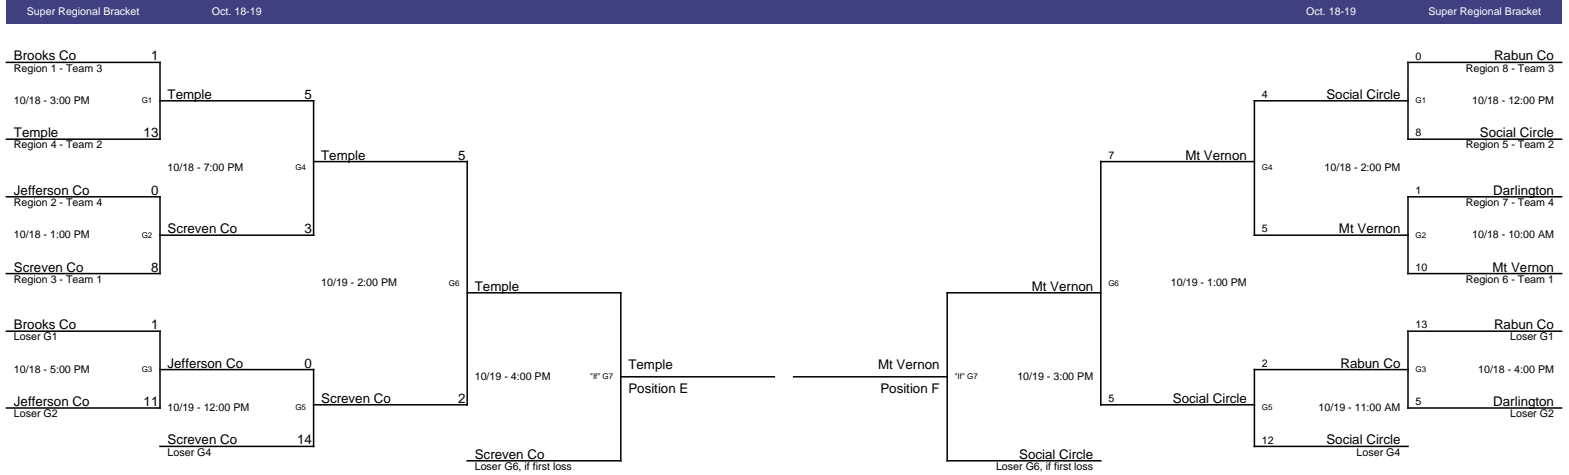 Super Regional Bracket Oct. 18-19 Oct. 18-19 Super Regional Bracket
Brooks Co 1
Region 1 - Team 3
10/18 - 3:00 PM G1
Temple 5
Temple 13
Region 4 - Team 2
10/18 - 7:00 PM G4
Temple 5
Jefferson Co 0
Region 2 - Team 4
10/18 - 1:00 PM G2
Screven Co 3
Screven Co 8
Region 3 - Team 1
10/19 - 2:00 PM G6
Temple
Brooks Co 1
Loser G1
10/18 - 5:00 PM G3
Jefferson Co 0
Jefferson Co 11
Loser G2
10/19 - 12:00 PM G5
Screven Co 2
Screven Co 14
Loser G4
10/19 - 4:00 PM "If" G7
Temple
Position E
Screven Co
Loser G6, if first loss
0 Rabun Co
Region 8 - Team 3
G1 10/18 - 12:00 PM
4 Social Circle
8 Social Circle
Region 5 - Team 2
G4 10/18 - 2:00 PM
7 Mt Vernon
1 Darlington
Region 7 - Team 4
G2 10/18 - 10:00 AM
5 Mt Vernon
10 Mt Vernon
Region 6 - Team 1
G6 10/19 - 1:00 PM
Mt Vernon
13 Rabun Co
Loser G1
G3 10/18 - 4:00 PM
2 Rabun Co
5 Darlington
Loser G2
G5 10/19 - 11:00 AM
5 Social Circle
12 Social Circle
Loser G4
"If" G7 10/19 - 3:00 PM
Mt Vernon
Position F
Social Circle
Loser G6, if first loss